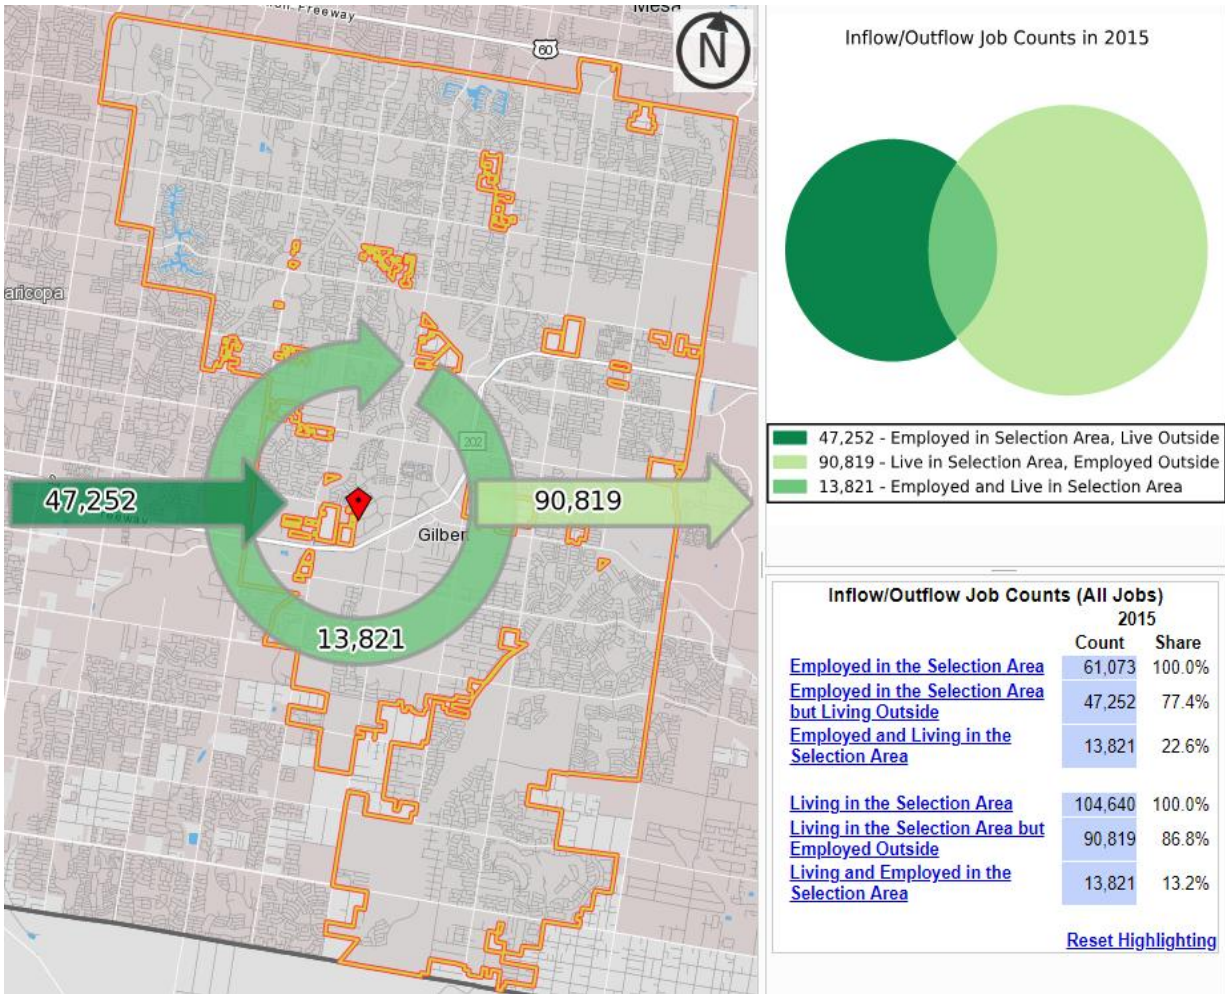 Mesa
Freeway
60
N
aricopa
202
47,252
90,819
Gilber
13,821
Inflow/Outflow Job Counts in 2015
47,252 - Employed in Selection Area, Live Outside
90,819 - Live in Selection Area, Employed Outside
13,821 - Employed and Live in Selection Area
Inflow/Outflow Job Counts (All Jobs)
2015
Count Share
Employed in the Selection Area 61,073 100.0%
Employed in the Selection Area
but Living Outside 47,252 77.4%
Employed and Living in the
Selection Area 13,821 22.6%
Living in the Selection Area 104,640 100.0%
Living in the Selection Area but
Employed Outside 90,819 86.8%
Living and Employed in the
Selection Area 13,821 13.2%
Reset Highlighting